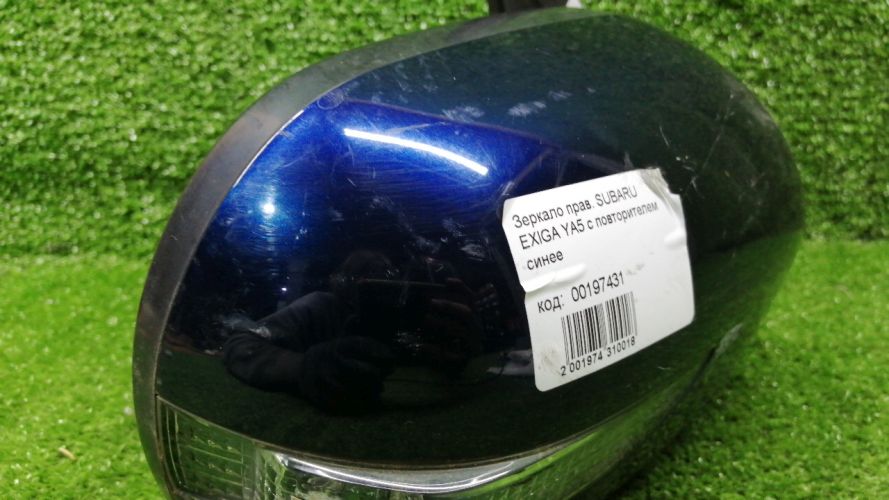 Зеркало прав. SUBARU
EXIGA YA5 с повторителем
синее
код: 00197431
2 001974 310018